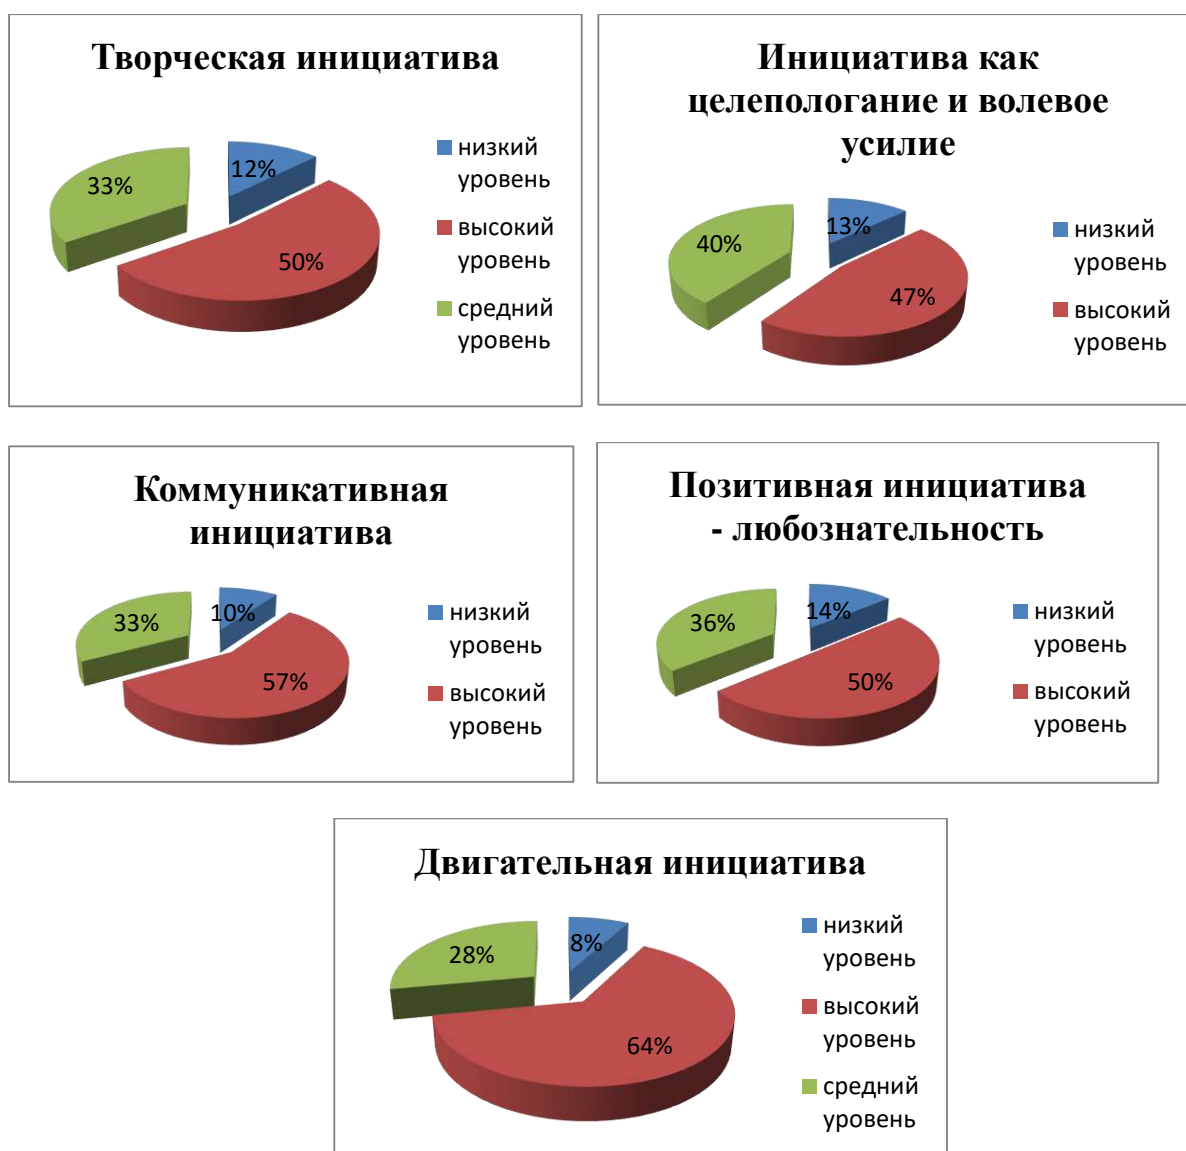 Творческая инициатива
12%
33%
50%
низкий
уровень
высокий
уровень
средний
уровень
Инициатива как
целепологание и волевое
усилие
13%
40%
47%
низкий
уровень
высокий
уровень
Коммуникативная
инициатива
10%
33%
57%
низкий
уровень
высокий
уровень
Позитивная инициатива
- любознательность
14%
36%
50%
низкий
уровень
высокий
уровень
Двигательная инициатива
8%
28%
64%
низкий
уровень
высокий
уровень
средний
уровень